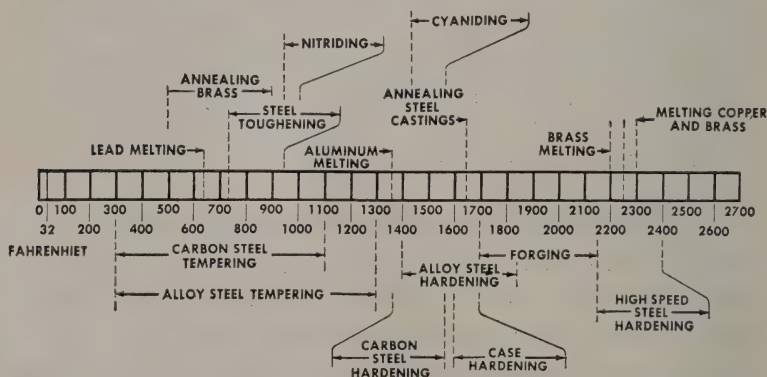 CYANIDING
NITRIDING
ANNEALING
BRASS
ANNEALING
STEEL
CASTINGS
STEEL
TOUGHENING
MELTING COPPER
AND BRASS
BRASS
MELTING
LEAD MELTING
ALUMINUM
MELTING
0 100 300 500 700 900 1100 1300 1500 1700 1900 2100 2300 2500 2700
32 200 400 600 800 1000 1200 1400 1600 1800 2000 2200 2400 2600
FAHRENHIET
CARBON STEEL
TEMPERING
FORGING
ALLOY STEEL
HARDENING
ALLOY STEEL TEMPERING
HIGH SPEED
STEEL
HARDENING
CARBON
STEEL
HARDENING
CASE
HARDENING